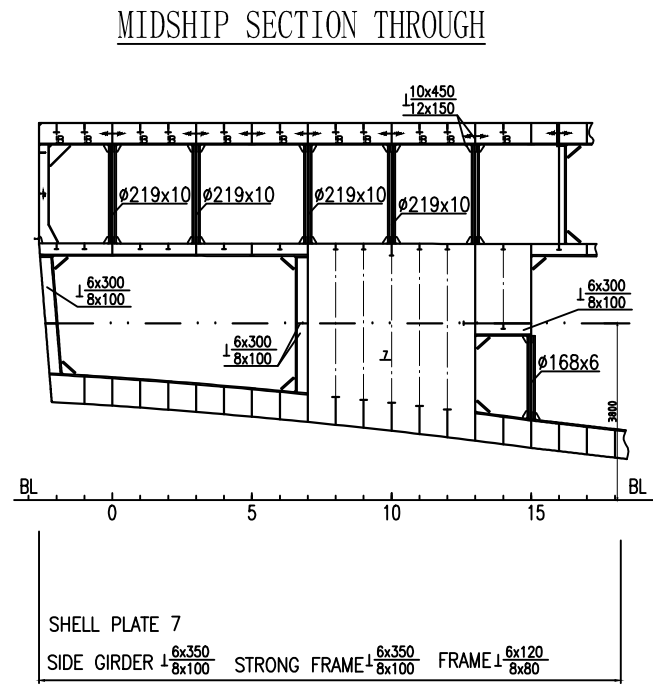 MIDSHIP SECTION THROUGH
⊥10x450
12x150
ø219x10
ø219x10
ø219x10
ø219x10
⊥6x300
8x100
⊥6x300
8x100
⊥6x300
8x100
7
ø168x6
3800
BL
BL
0 5 10 15
SHELL PLATE 7
SIDE GIRDER ⊥6x350/8x100 STRONG FRAME⊥6x350/8x100 FRAME⊥6x120/8x80